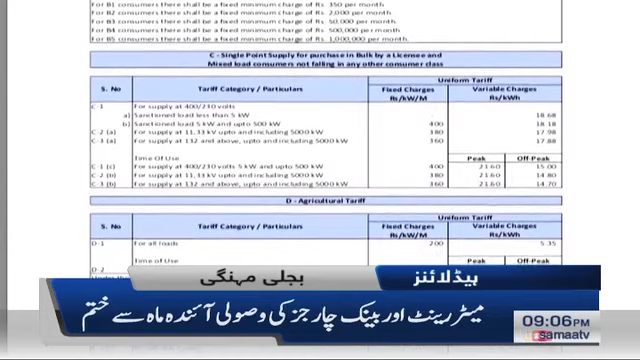 For B1 consumers there shall be a fixed minimum charge of Rs. 350 per month.
For B2 consumers there shall be a fixed minimum charge of Rs. 2,000 per month.
For B3 consumers there shall be a fixed minimum charge of Rs. 50,000 per month.
For B4 consumers there shall be a fixed minimum charge of Rs. 500,000 per month.
For B5 consumers there shall be a fixed minimum charge of Rs. 1,000,000 per month.
C - Single Point Supply for purchase in Bulk by a Licensee and
Mixed load consumers not falling in any other consumer class
S. No Tariff Category / Particulars Uniform Tariff
Fixed Charges Variable Charges
Rs/kW/M Rs/kWh
C-1 For supply at 400/230 volts
a) Sanctioned load less than 5 kW 18.68
b) Sanctioned load 5 kW and upto 500 kW 400 18.18
C-2 (a) For supply at 11,33 kV upto and including 5000 kW 380 17.98
C-3 (a) For supply at 132 and above, upto and including 5000 kW 360 17.88
Time Of Use Peak Off-Peak
C-1 (c) For supply at 400/230 volts 5 kW and upto 500 kW 400 21.60 15.00
C-2 (b) For supply at 11,33 kV upto and including 5000 kW 380 21.60 14.80
C-3 (b) For supply at 132 and above, upto and including 5000 kW 360 21.60 14.70
D - Agricultural Tariff
S. No Tariff Category / Particulars Uniform Tariff
Fixed Charges Variable Charges
Rs/kW/M Rs/kWh
D-1 For all loads 200 5.35
Time of Use Peak Off-Peak
D-2
ہیڈلائنز بجلی مہنگی
میٹر رینٹ اور بینک چارجز کی وصولی آئندہ ماہ سے ختم
09:06PM
samaatv